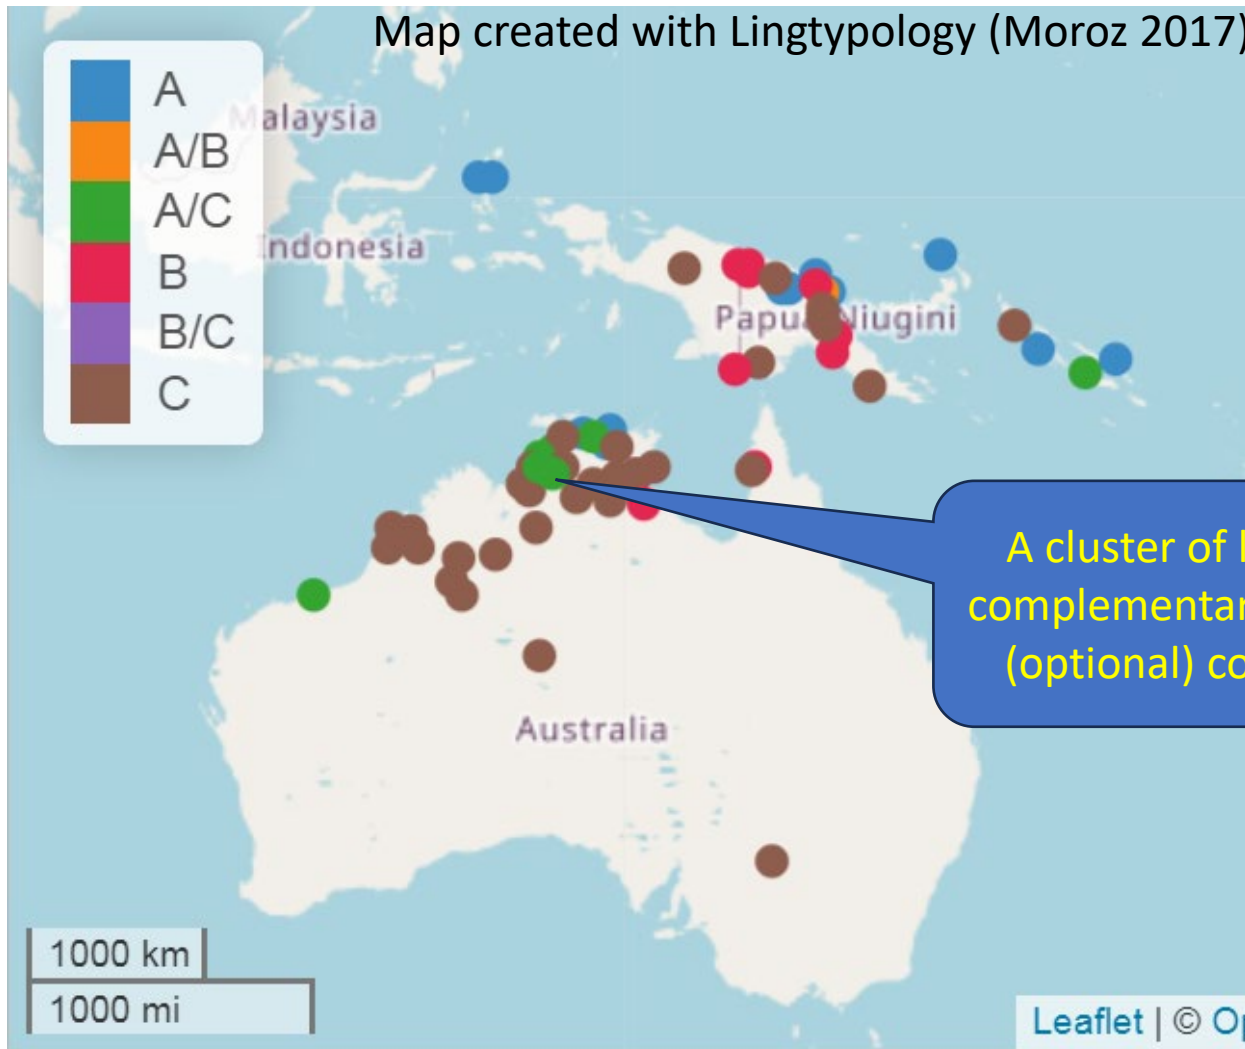 Map created with Lingtypology (Moroz 2017)
A
A/B
A/C
B
B/C
C
Malaysia
Indonesia
Papua Niugini
A cluster of
complementar
(optional) co
Australia
1000 km
1000 mi
Leaflet | © Op